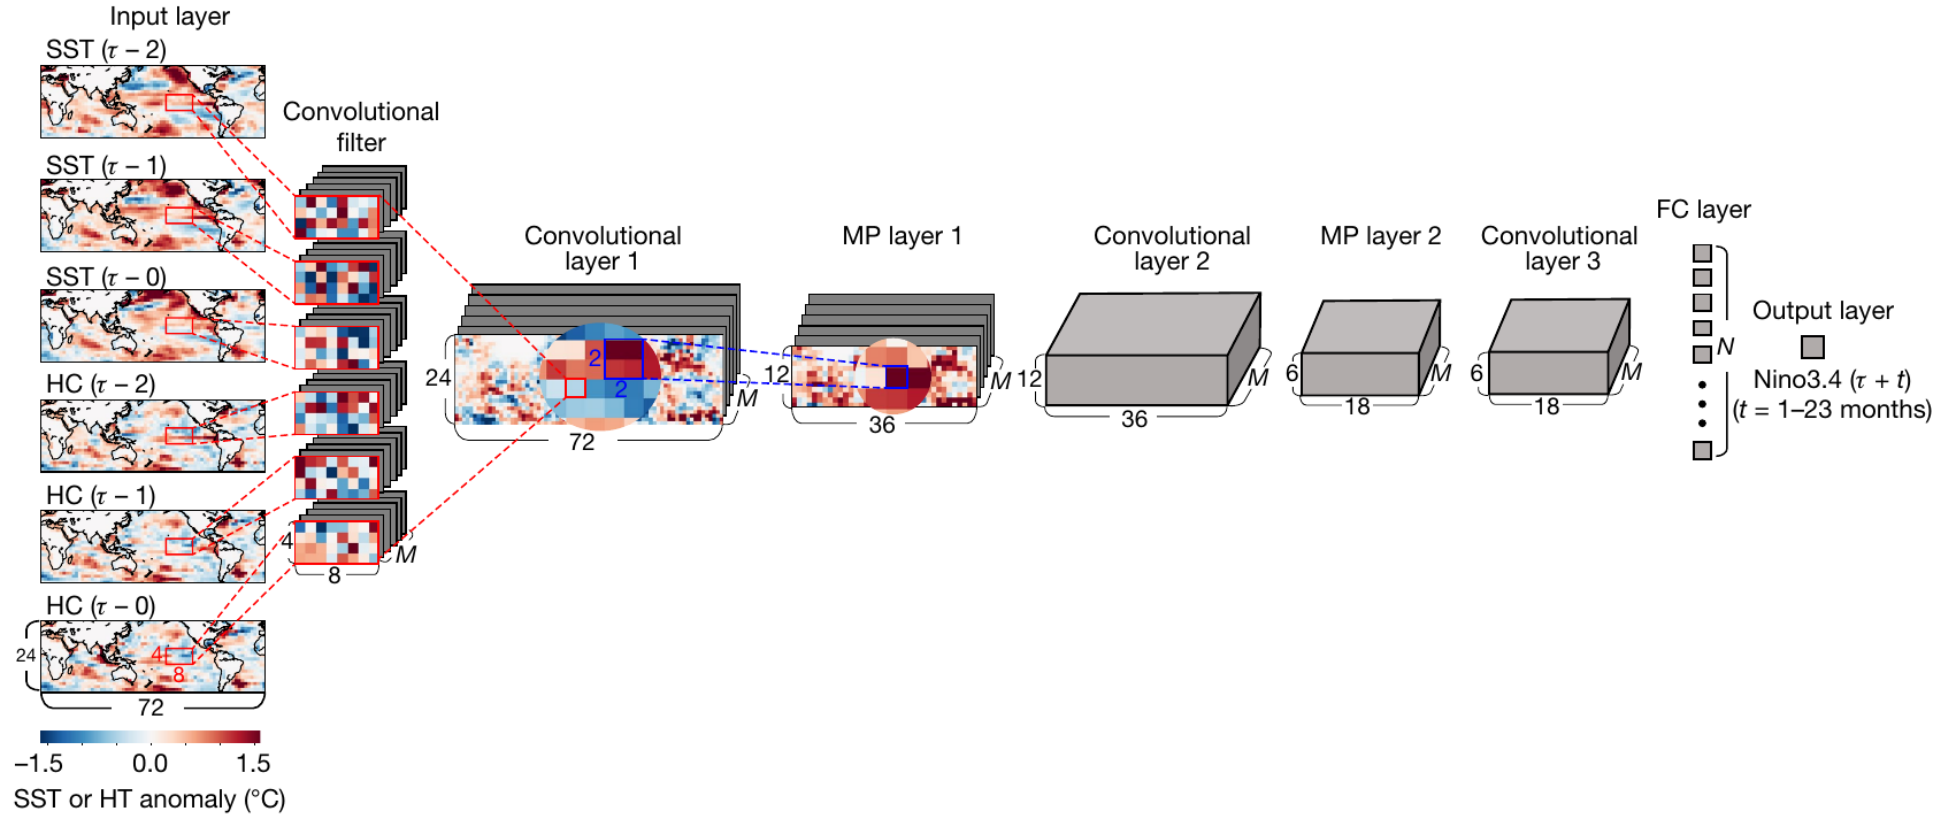 Input layer
SST (τ – 2)
SST (τ – 1)
SST (τ – 0)
HC (τ – 2)
HC (τ – 1)
HC (τ – 0)
24
4
8
72
–1.5 0.0 1.5
SST or HT anomaly (°C)
Convolutional
filter
4
8
M
Convolutional
layer 1
24
2
2
72
M
MP layer 1
12
36
M
Convolutional
layer 2
12
36
M
MP layer 2
6
18
M
Convolutional
layer 3
6
18
M
FC layer
N
Output layer
Nino3.4 (τ + t)
(t = 1–23 months)